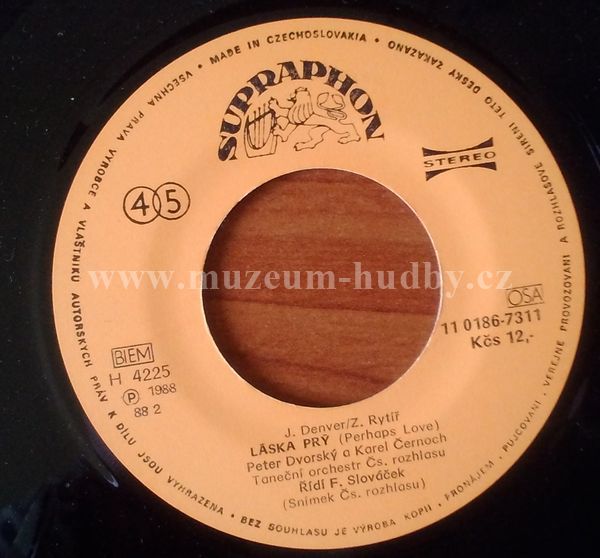 VŠECHNA PRÁVA VÝROBCE A VLASTNÍKŮ AUTORSKÝCH PRÁV K DÍLU JSOU VYHRAZENA • BEZ SOUHLASU JE VÝROBA KOPIÍ • PRONÁJEM • PŮJČOVÁNÍ • VEREJNÉ PROVOZOVÁNÍ A ROZHLASOVÉ ŠÍŘENÍ TÉTO DESKY ZAKÁZÁNO • MADE IN CZECHOSLOVAKIA •
SUPRAPHON
STEREO
45
www.muzeum-hudby.cz
OSA
11 0186-7311
Kčs 12,-
BIEM
H 4225
Ⓟ 1988
88 2
J. Denver/Z. Rytíř
LÁSKA PRÝ (Perhaps Love)
Peter Dvorský a Karel Černoch
Taneční orchestr Čs. rozhlasu
Řídí F. Slováček
(Snímek Čs. rozhlasu)